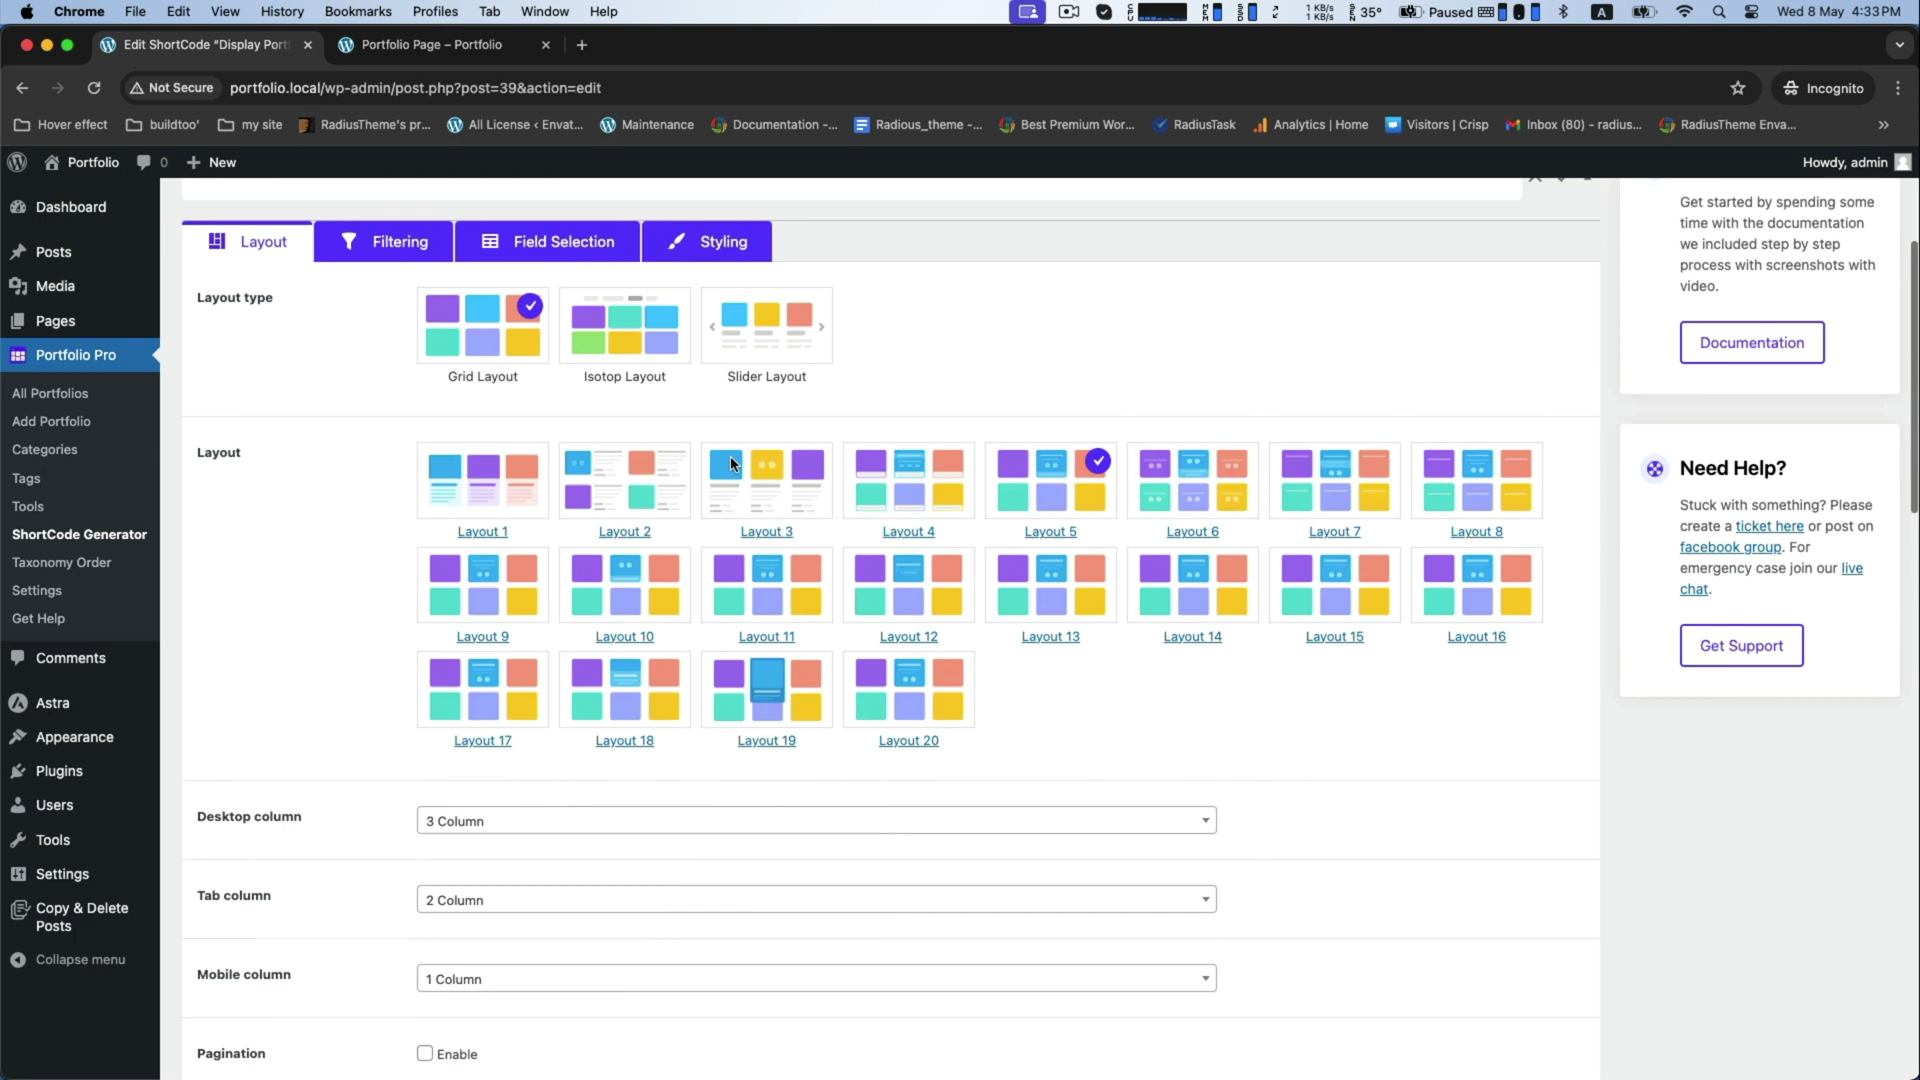 Chrome File Edit View History Bookmarks Profiles Tab Window Help 1 KB/s 1 KB/s 35° Paused A Wed 8 May 4:33 PM
Edit ShortCode "Display Port Portfolio Page – Portfolio
Not Secure portfolio.local/wp-admin/post.php?post=39&action=edit Incognito
Hover effect buildtoo' my site RadiusTheme's pr... All License ‹ Envat... Maintenance Documentation -... Radious_theme -... Best Premium Wor... RadiusTask Analytics | Home Visitors | Crisp Inbox (80) - radius... RadiusTheme Enva... »
Portfolio 0 + New Howdy, admin
Dashboard
Posts
Media
Pages
Portfolio Pro
All Portfolios
Add Portfolio
Categories
Tags
Tools
ShortCode Generator
Taxonomy Order
Settings
Get Help
Comments
Astra
Appearance
Plugins
Users
Tools
Settings
Copy & Delete
Posts
Collapse menu
Layout Filtering Field Selection Styling
Layout type
Grid Layout Isotop Layout Slider Layout
Layout
Layout 1 Layout 2 Layout 3 Layout 4 Layout 5 Layout 6 Layout 7 Layout 8
Layout 9 Layout 10 Layout 11 Layout 12 Layout 13 Layout 14 Layout 15 Layout 16
Layout 17 Layout 18 Layout 19 Layout 20
Desktop column 3 Column
Tab column 2 Column
Mobile column 1 Column
Pagination Enable
Get started by spending some
time with the documentation
we included step by step
process with screenshots with
video.
Documentation
Need Help?
Stuck with something? Please
create a ticket here or post on
facebook group. For
emergency case join our live
chat.
Get Support